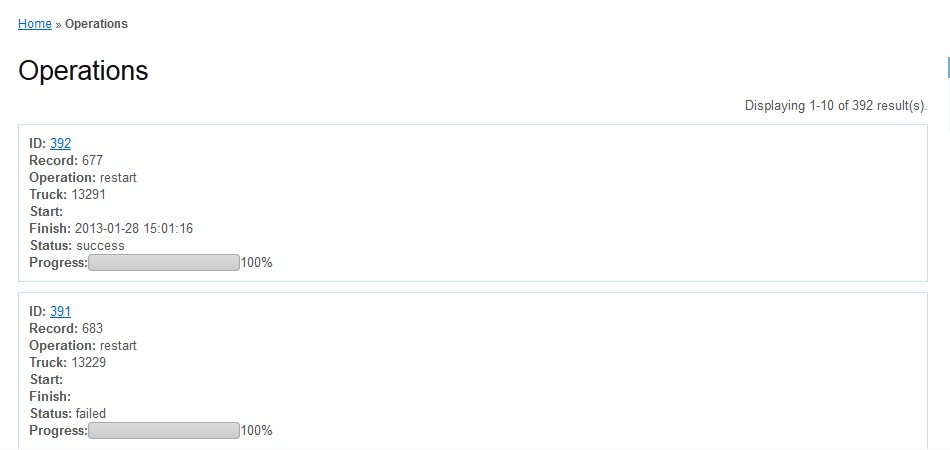 Home » Operations
Operations
Displaying 1-10 of 392 result(s).
ID: 392
Record: 677
Operation: restart
Truck: 13291
Start:
Finish: 2013-01-28 15:01:16
Status: success
Progress: 100%
ID: 391
Record: 683
Operation: restart
Truck: 13229
Start:
Finish:
Status: failed
Progress: 100%